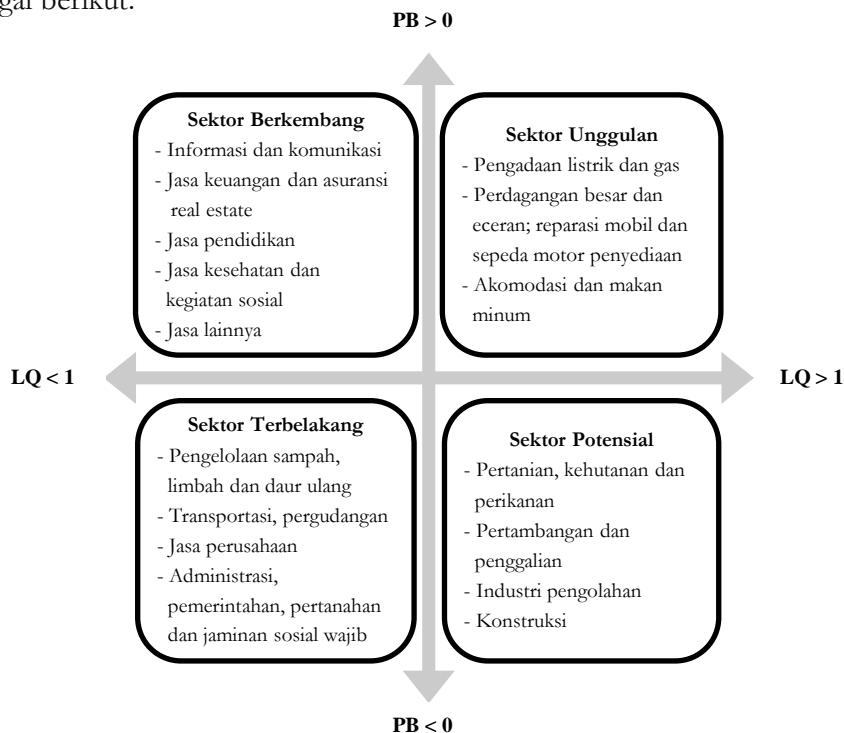 berikut:
PB > 0
Sektor Berkembang
- Informasi dan komunikasi
- Jasa keuangan dan asuransi
real estate
- Jasa pendidikan
- Jasa kesehatan dan
kegiatan sosial
- Jasa lainnya
Sektor Unggulan
- Pengadaan listrik dan gas
- Perdagangan besar dan
eceran; reparasi mobil dan
sepeda motor penyediaan
- Akomodasi dan makan
minum
LQ < 1
LQ > 1
Sektor Terbelakang
- Pengelolaan sampah,
limbah dan daur ulang
- Transportasi, pergudangan
- Jasa perusahaan
- Administrasi,
pemerintahan, pertanahan
dan jaminan sosial wajib
Sektor Potensial
- Pertanian, kehutanan dan
perikanan
- Pertambangan dan
penggalian
- Industri pengolahan
- Konstruksi
PB < 0